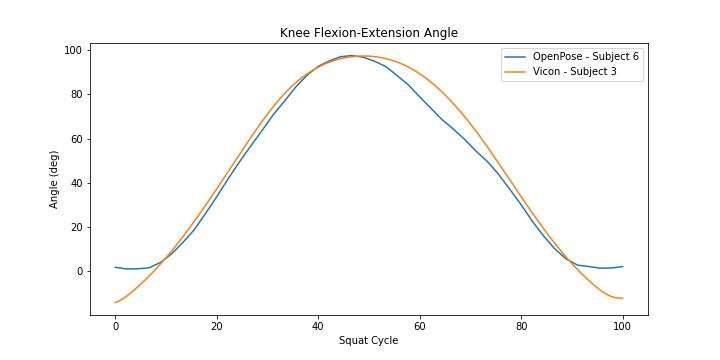 Knee Flexion-Extension Angle
OpenPose - Subject 6
Vicon - Subject 3
100
80
60
40
20
0
Angle (deg)
0 20 40 60 80 100
Squat Cycle